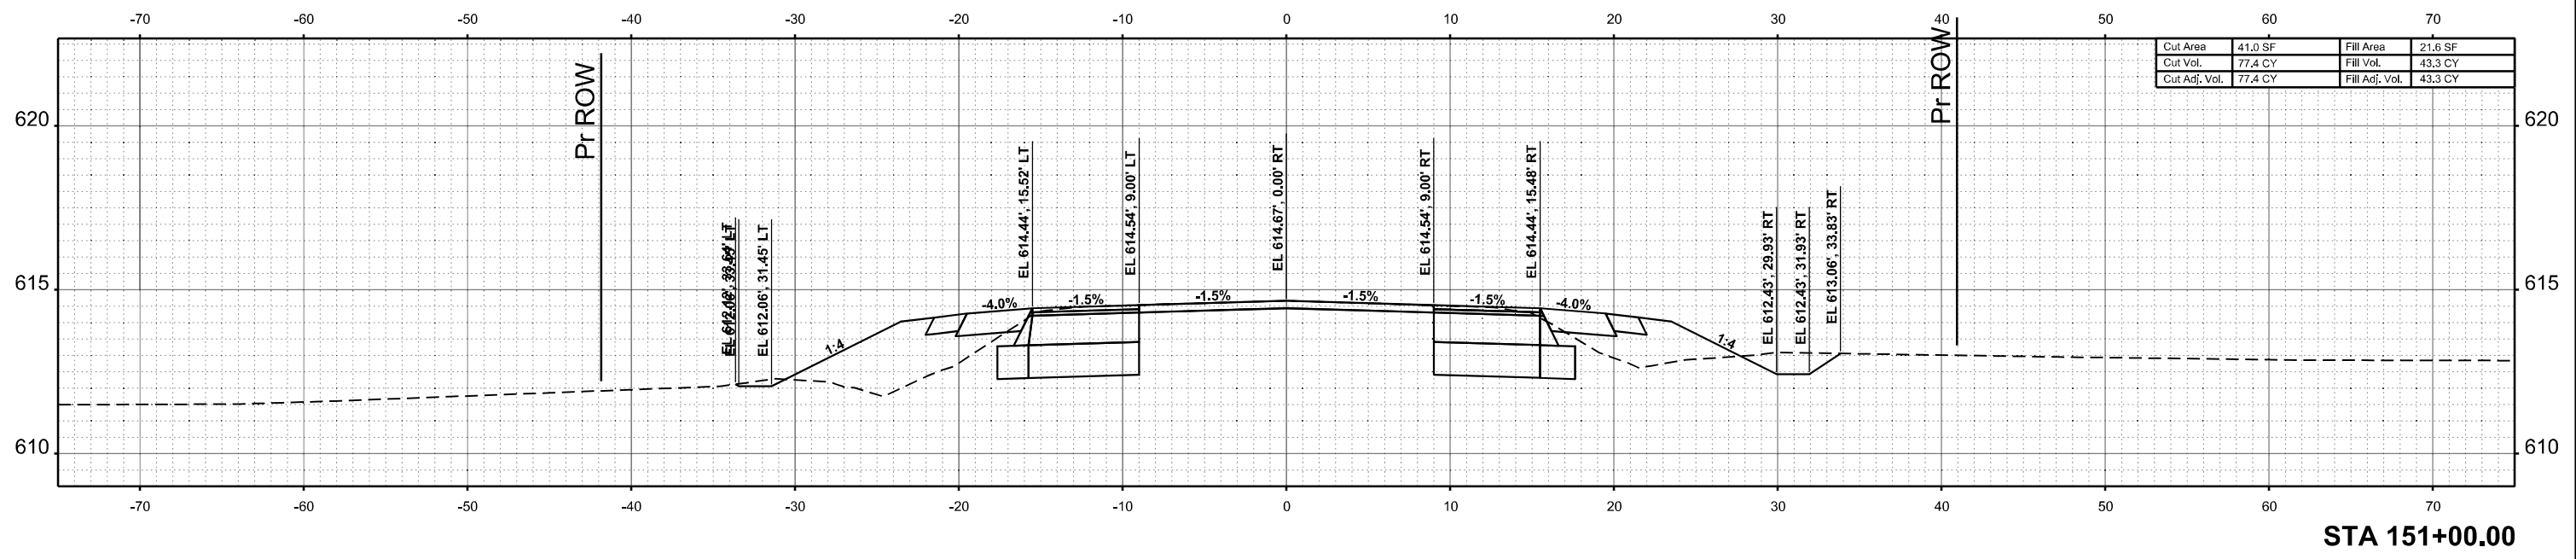 -70 -60 -50 -40 -30 -20 -10 0 10 20 30 40 50 60 70
Cut Area 41.0 SF Fill Area 21.6 SF
Cut Vol. 77.4 CY Fill Vol. 43.3 CY
Cut Adj. Vol. 77.4 CY Fill Adj. Vol. 43.3 CY
Pr ROW
Pr ROW
620
620
EL 612.06', 31.45' LT
EL 614.44', 15.52' LT
EL 614.54', 9.00' LT
EL 614.67', 0.00' RT
EL 614.54', 9.00' RT
EL 614.44', 15.48' RT
EL 612.43', 29.93' RT
EL 612.43', 31.93' RT
EL 613.06', 33.83' RT
615
615
-4.0% -1.5% -1.5% -1.5% -1.5% -4.0%
1:4
1:4
610
610
-70 -60 -50 -40 -30 -20 -10 0 10 20 30 40 50 60 70
STA 151+00.00